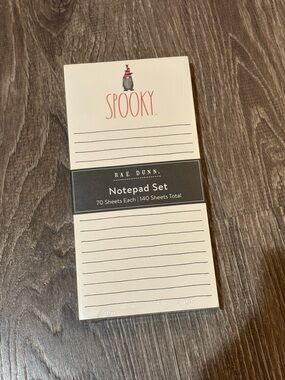 SPOOKY.
RAE DUNN.
Notepad Set
70 Sheets Each | 140 Sheets Total